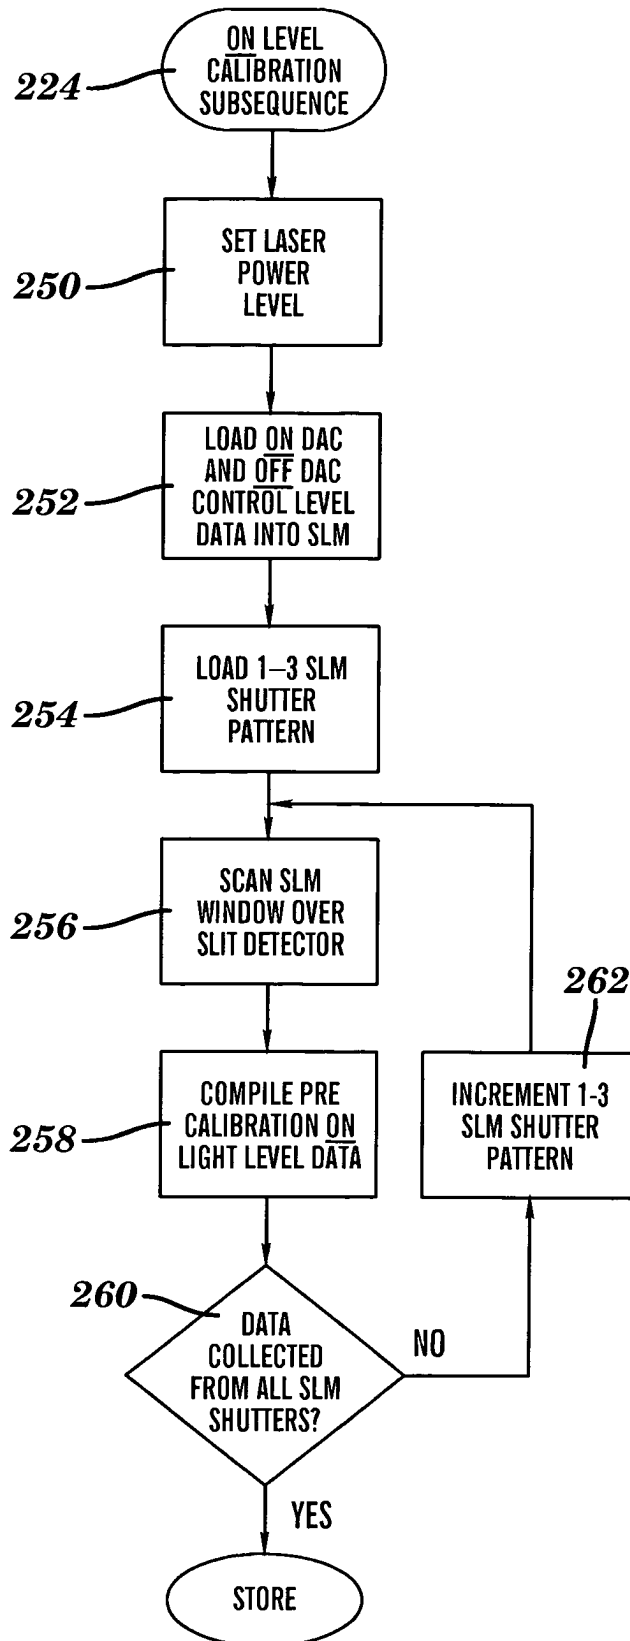 ON LEVEL
CALIBRATION
SUBSEQUENCE
224
SET LASER
POWER
LEVEL
250
LOAD ON DAC
AND OFF DAC
CONTROL LEVEL
DATA INTO SLM
252
LOAD 1–3 SLM
SHUTTER
PATTERN
254
SCAN SLM
WINDOW OVER
SLIT DETECTOR
256
262
COMPILE PRE
CALIBRATION ON
LIGHT LEVEL DATA
258
INCREMENT 1-3
SLM SHUTTER
PATTERN
260
DATA
COLLECTED
FROM ALL SLM
SHUTTERS?
NO
YES
STORE